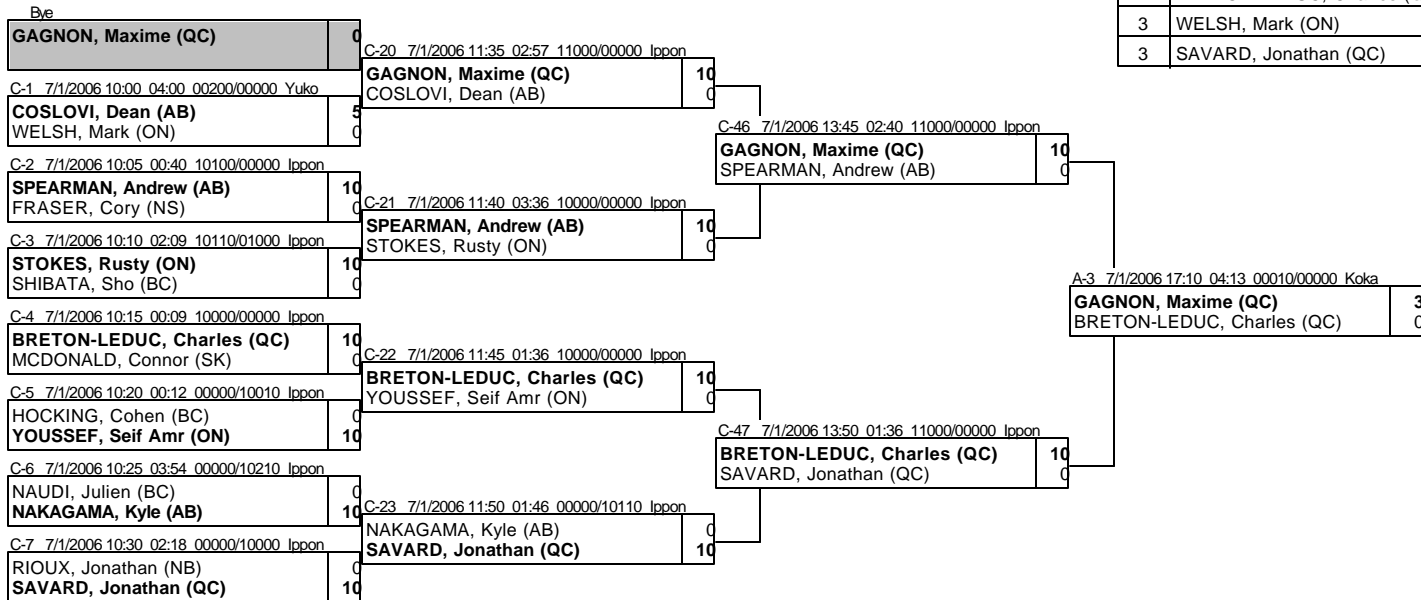 Bye
GAGNON, Maxime (QC) 0
C-1 7/1/2006 10:00 04:00 00200/00000 Yuko
COSLOVI, Dean (AB) 5
WELSH, Mark (ON) 0
C-2 7/1/2006 10:05 00:40 10100/00000 Ippon
SPEARMAN, Andrew (AB) 10
FRASER, Cory (NS) 0
C-3 7/1/2006 10:10 02:09 10110/01000 Ippon
STOKES, Rusty (ON) 10
SHIBATA, Sho (BC) 0
C-4 7/1/2006 10:15 00:09 10000/00000 Ippon
BRETON-LEDUC, Charles (QC) 10
MCDONALD, Connor (SK) 0
C-5 7/1/2006 10:20 00:12 00000/10010 Ippon
HOCKING, Cohen (BC) 0
YOUSSEF, Seif Amr (ON) 10
C-6 7/1/2006 10:25 03:54 00000/10210 Ippon
NAUDI, Julien (BC) 0
NAKAGAMA, Kyle (AB) 10
C-7 7/1/2006 10:30 02:18 00000/10000 Ippon
RIOUX, Jonathan (NB) 0
SAVARD, Jonathan (QC) 10
C-20 7/1/2006 11:35 02:57 11000/00000 Ippon
GAGNON, Maxime (QC) 10
COSLOVI, Dean (AB) 0
C-21 7/1/2006 11:40 03:36 10000/00000 Ippon
SPEARMAN, Andrew (AB) 10
STOKES, Rusty (ON) 0
C-22 7/1/2006 11:45 01:36 10000/00000 Ippon
BRETON-LEDUC, Charles (QC) 10
YOUSSEF, Seif Amr (ON) 0
C-23 7/1/2006 11:50 01:46 00000/10110 Ippon
NAKAGAMA, Kyle (AB) 0
SAVARD, Jonathan (QC) 10
C-46 7/1/2006 13:45 02:40 11000/00000 Ippon
GAGNON, Maxime (QC) 10
SPEARMAN, Andrew (AB) 0
C-47 7/1/2006 13:50 01:36 11000/00000 Ippon
BRETON-LEDUC, Charles (QC) 10
SAVARD, Jonathan (QC) 0
A-3 7/1/2006 17:10 04:13 00010/00000 Koka
GAGNON, Maxime (QC) 3
BRETON-LEDUC, Charles (QC) 0
3 WELSH, Mark (ON)
3 SAVARD, Jonathan (QC)